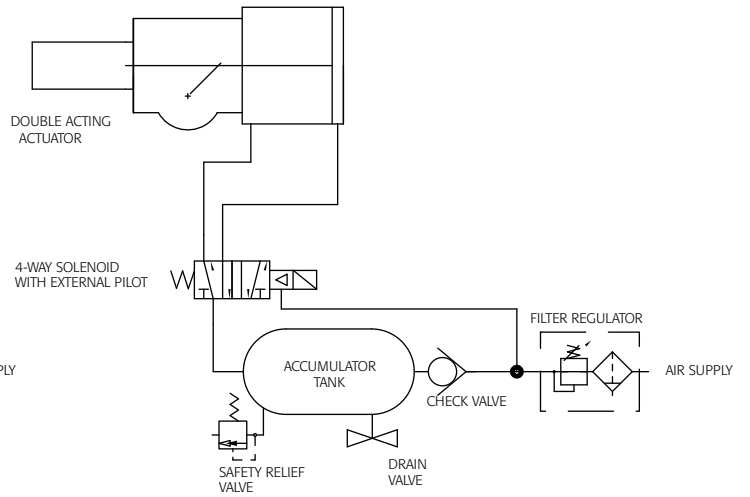 DOUBLE ACTING
ACTUATOR
4-WAY SOLENOID
WITH EXTERNAL PILOT
FILTER REGULATOR
PLY
ACCUMULATOR
TANK
AIR SUPPLY
CHECK VALVE
SAFETY RELIEF
VALVE
DRAIN
VALVE